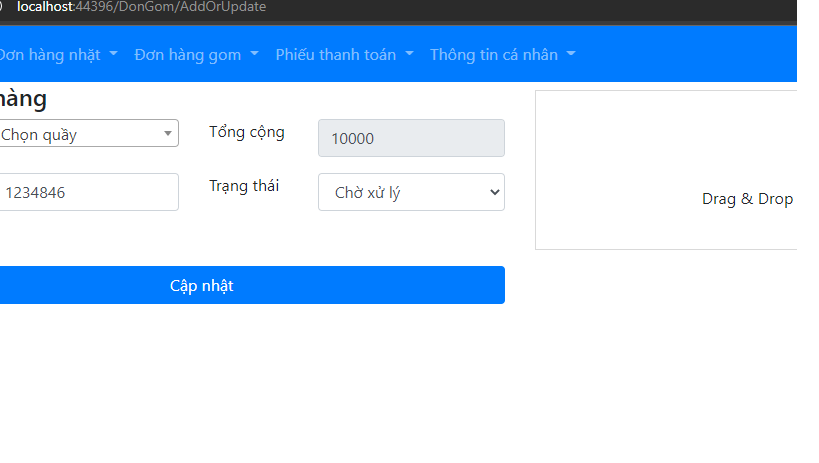 localhost:44396/DonGom/AddOrUpdate
Đơn hàng nhặt Đơn hàng gom Phiếu thanh toán Thông tin cá nhân
hàng
Chọn quầy Tổng cộng 10000
1234846 Trạng thái Chờ xử lý
Drag & Drop
Cập nhật